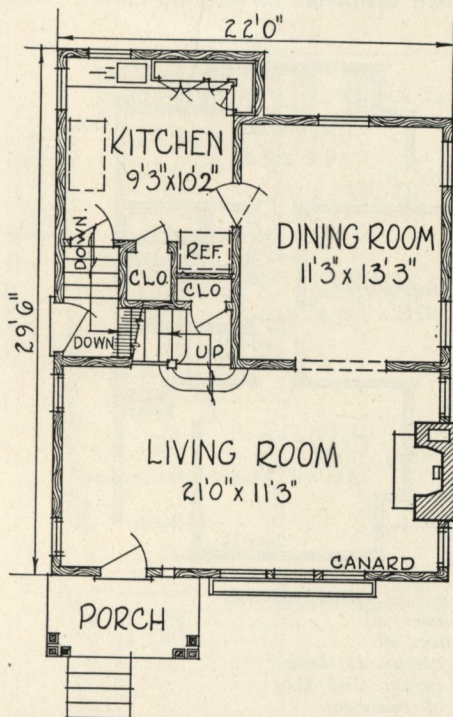 22'0"
KITCHEN
9'3"x10'2"
DINING ROOM
11'3" x 13'3"
REF.
DOWN.
CLO.
CLO
29'6"
DOWN
UP
LIVING ROOM
21'0" x 11'3"
CANARD
PORCH